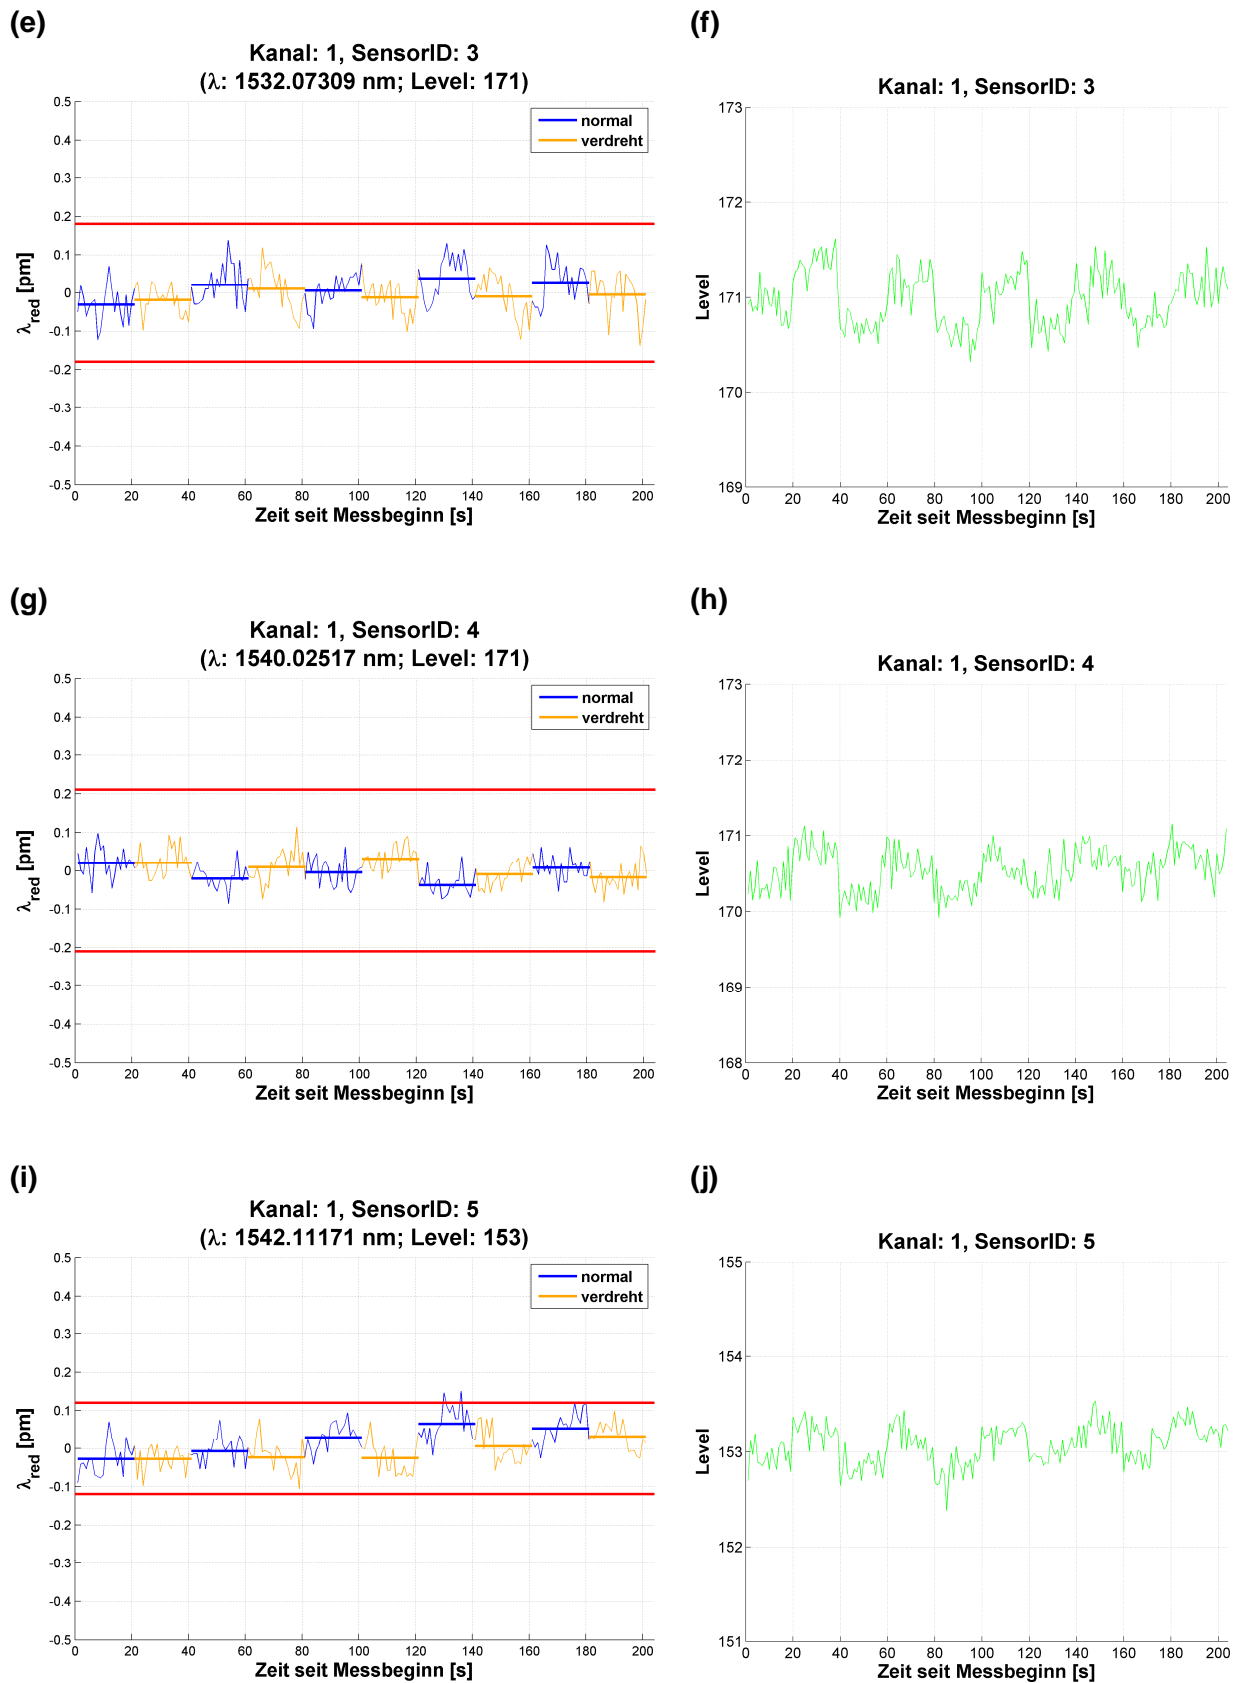 (e)
Kanal: 1, SensorID: 3
(λ: 1532.07309 nm; Level: 171)
0.5
0.4
0.3
0.2
0.1
0
-0.1
-0.2
-0.3
-0.4
-0.5
λred [pm]
normal
verdreht
0 20 40 60 80 100 120 140 160 180 200
Zeit seit Messbeginn [s]
(f)
Kanal: 1, SensorID: 3
173
172
171
170
169
Level
0 20 40 60 80 100 120 140 160 180 200
Zeit seit Messbeginn [s]
(g)
Kanal: 1, SensorID: 4
(λ: 1540.02517 nm; Level: 171)
0.5
0.4
0.3
0.2
0.1
0
-0.1
-0.2
-0.3
-0.4
-0.5
λred [pm]
normal
verdreht
0 20 40 60 80 100 120 140 160 180 200
Zeit seit Messbeginn [s]
(h)
Kanal: 1, SensorID: 4
173
172
171
170
169
168
Level
0 20 40 60 80 100 120 140 160 180 200
Zeit seit Messbeginn [s]
(i)
Kanal: 1, SensorID: 5
(λ: 1542.11171 nm; Level: 153)
0.5
0.4
0.3
0.2
0.1
0
-0.1
-0.2
-0.3
-0.4
-0.5
λred [pm]
normal
verdreht
0 20 40 60 80 100 120 140 160 180 200
Zeit seit Messbeginn [s]
(j)
Kanal: 1, SensorID: 5
155
154
153
152
151
Level
0 20 40 60 80 100 120 140 160 180 200
Zeit seit Messbeginn [s]